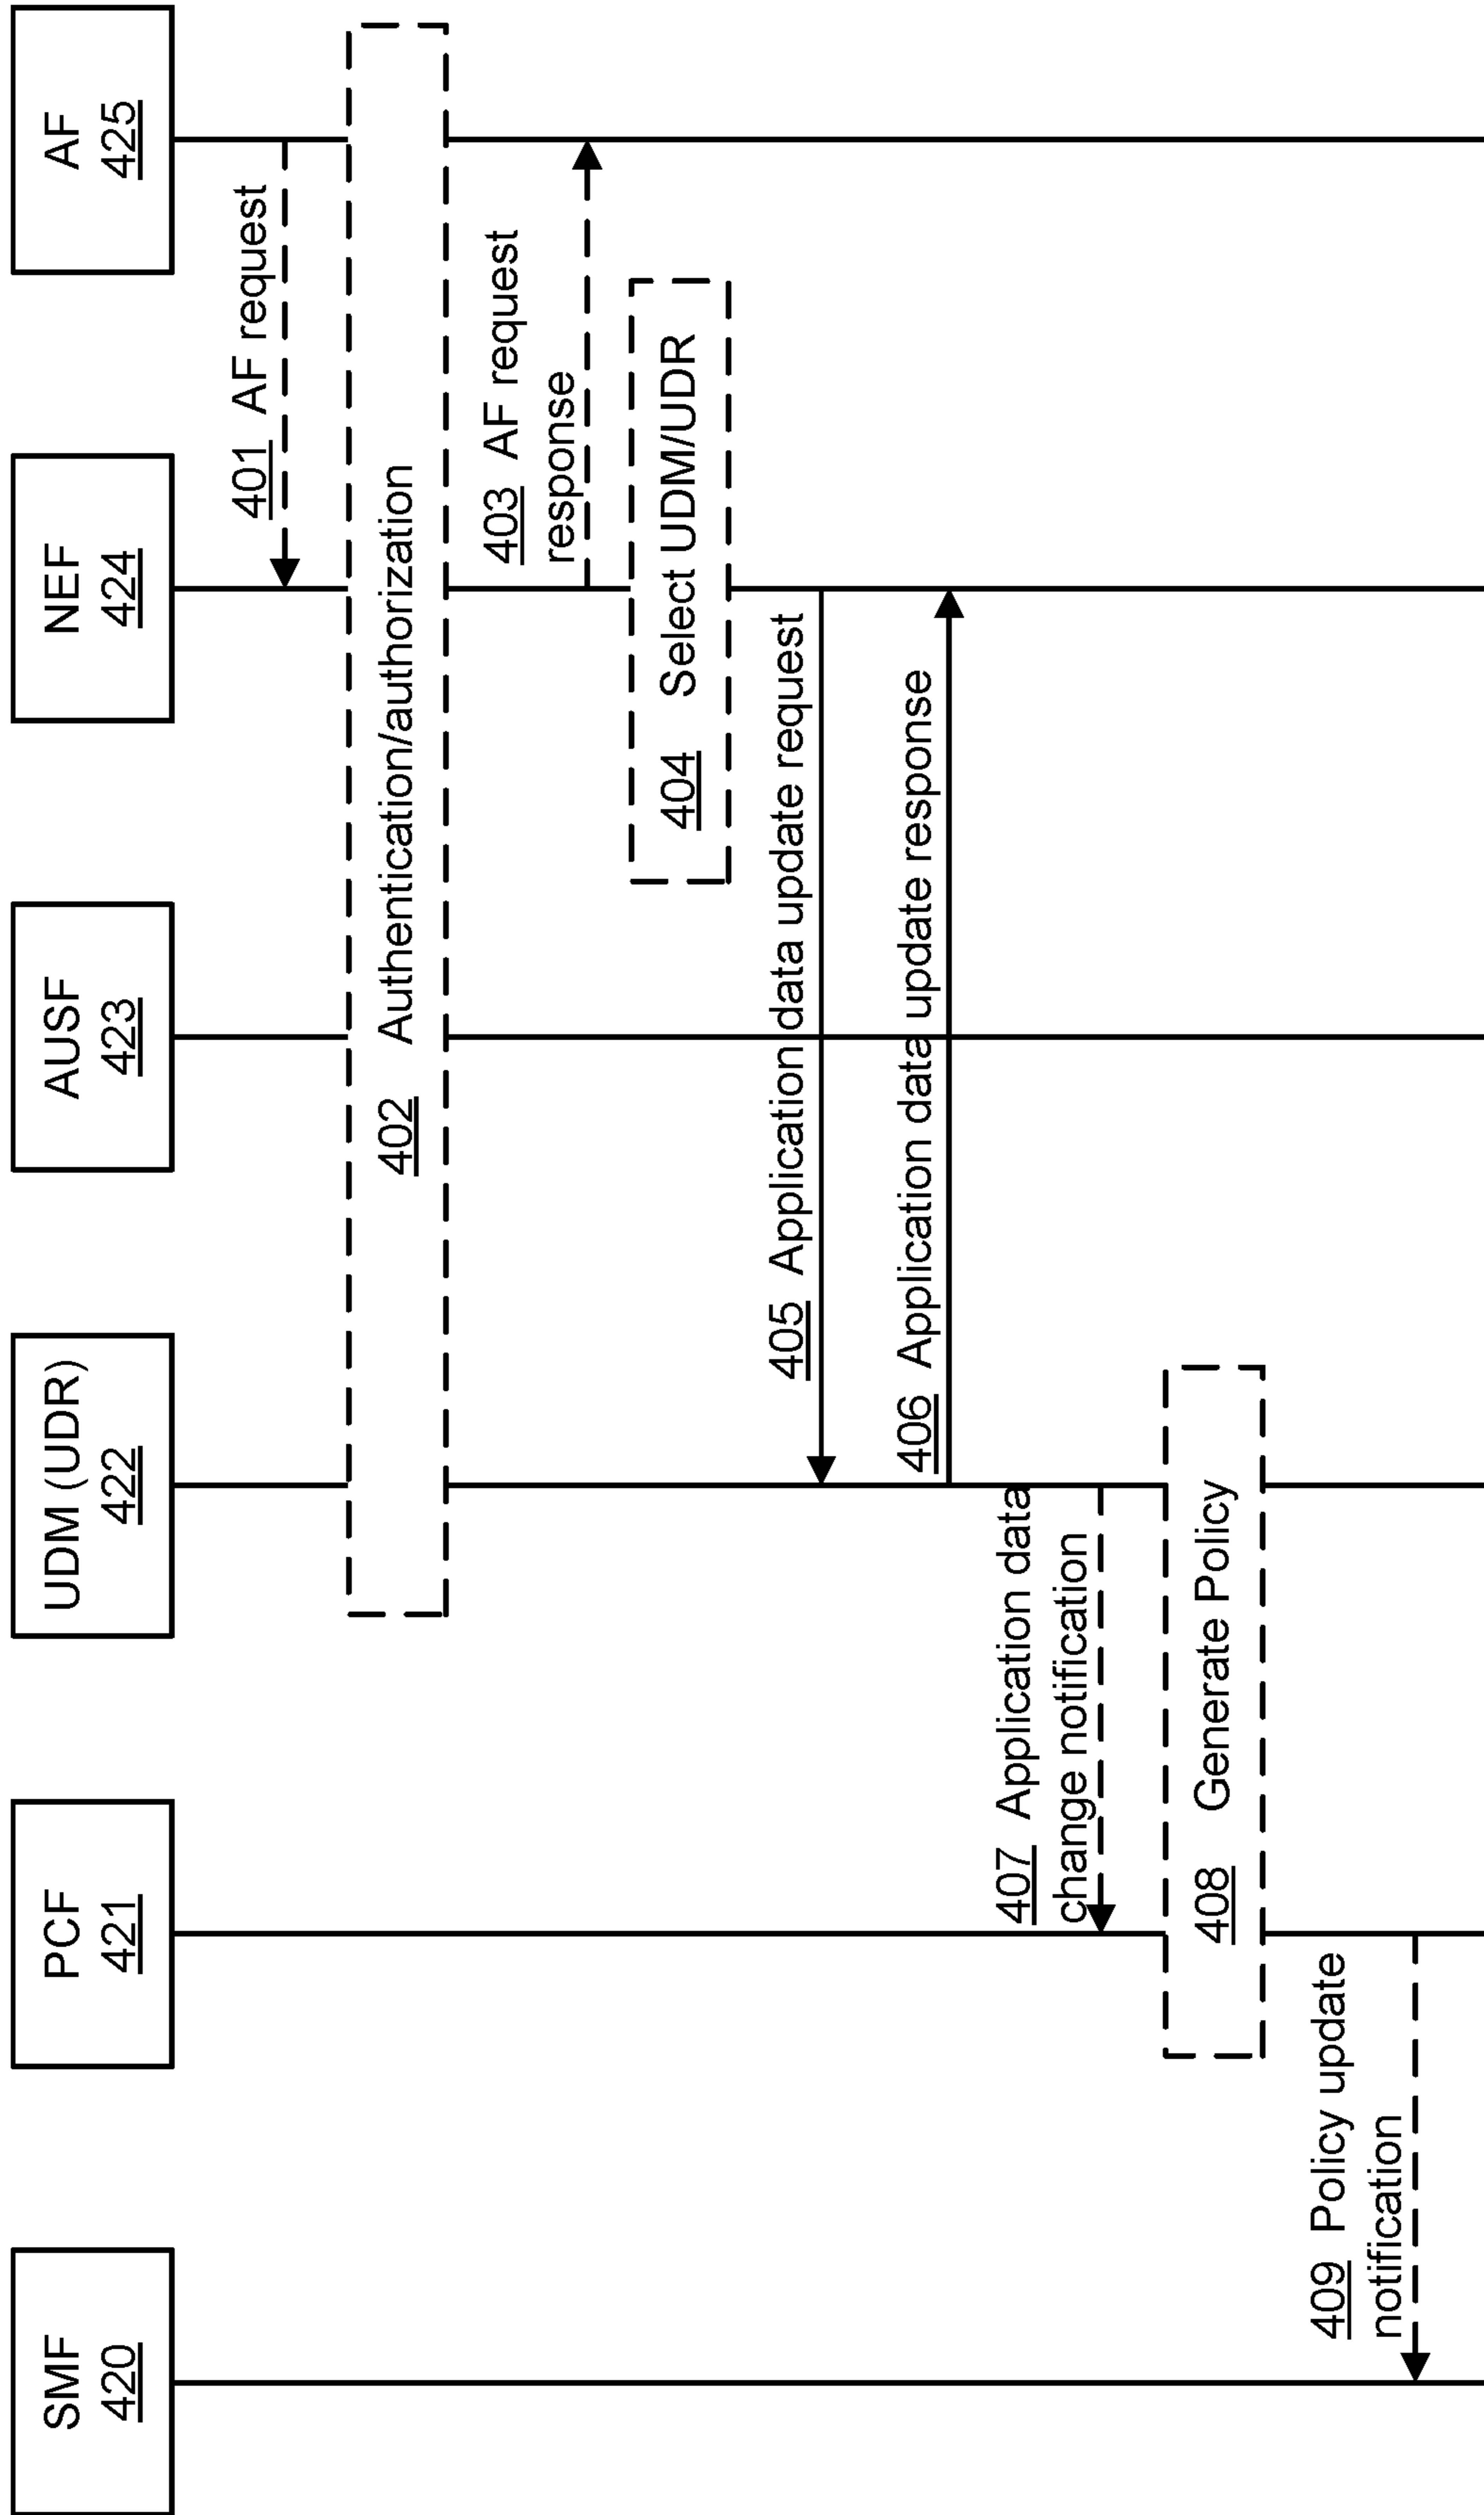 SMF
420
PCF
421
UDM (UDR)
422
AUSF
423
NEF
424
AF
425
401 AF request
402 Authentication/authorization
403 AF request
response
404 Select UDM/UDR
405 Application data update request
406 Application data update response
407 Application data
change notification
408 Generate Policy
409 Policy update
notification